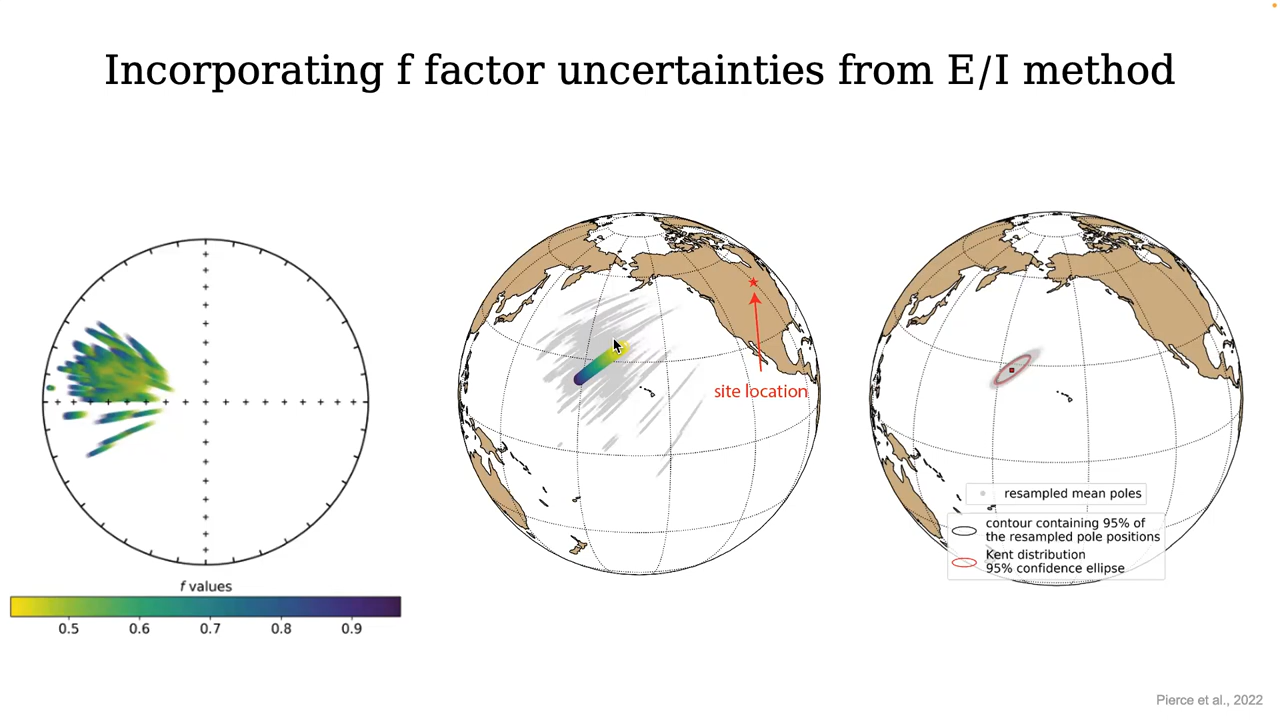 Incorporating f factor uncertainties from E/I method
site location
resampled mean poles
contour containing 95% of
the resampled pole positions
Kent distribution
95% confidence ellipse
f values
0.5 0.6 0.7 0.8 0.9
Pierce et al., 2022